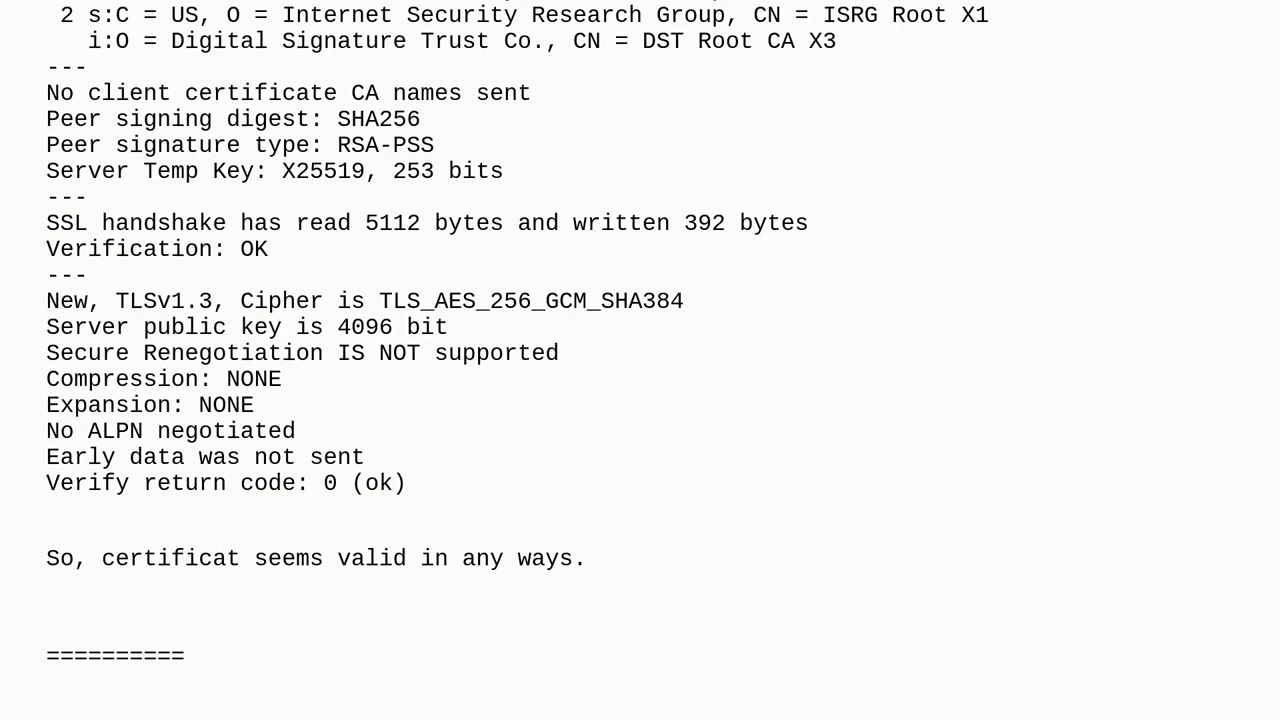 2 s:C = US, O = Internet Security Research Group, CN = ISRG Root X1
i:O = Digital Signature Trust Co., CN = DST Root CA X3
---
No client certificate CA names sent
Peer signing digest: SHA256
Peer signature type: RSA-PSS
Server Temp Key: X25519, 253 bits
---
SSL handshake has read 5112 bytes and written 392 bytes
Verification: OK
---
New, TLSv1.3, Cipher is TLS_AES_256_GCM_SHA384
Server public key is 4096 bit
Secure Renegotiation IS NOT supported
Compression: NONE
Expansion: NONE
No ALPN negotiated
Early data was not sent
Verify return code: 0 (ok)
So, certificat seems valid in any ways.
==========